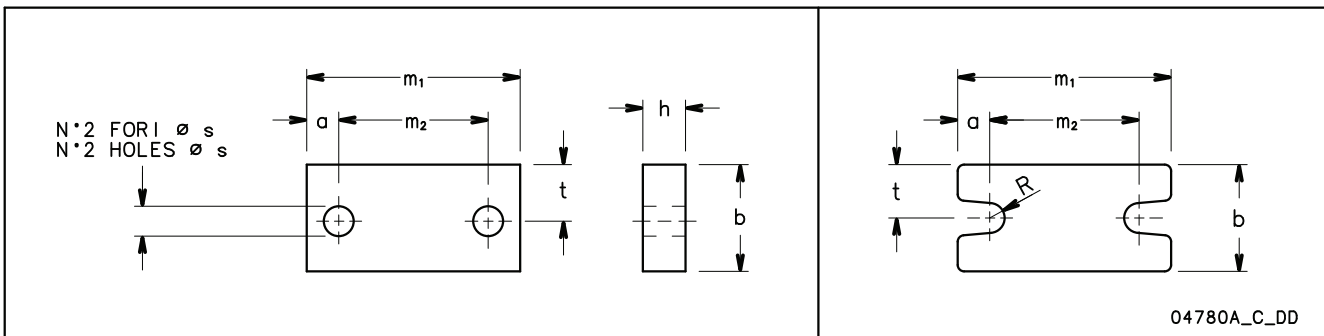 N°2 FORI ø s
N°2 HOLES ø s
m₁
a
m₂
t
h
b
m₁
a
m₂
t
R
b
04780A_C_DD